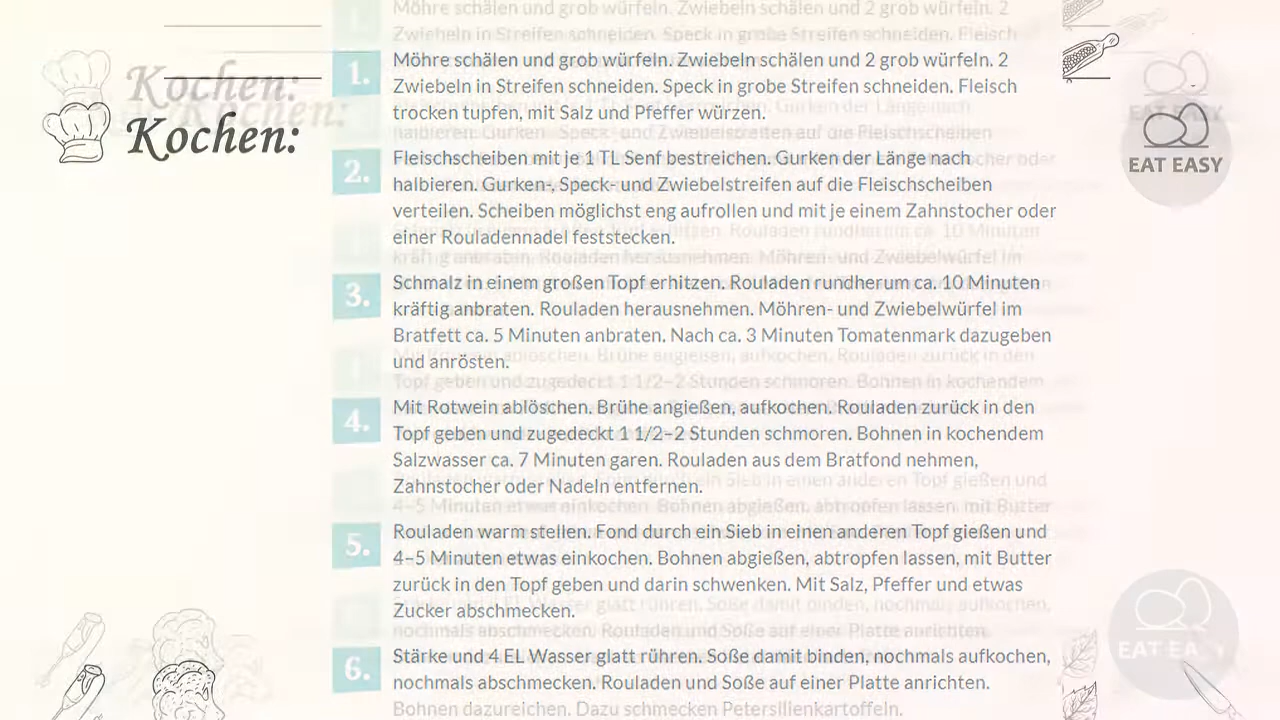 Kochen:
1.
Möhre schälen und grob würfeln. Zwiebeln schälen und 2 grob würfeln. 2
Zwiebeln in Streifen schneiden. Speck in grobe Streifen schneiden. Fleisch
trocken tupfen, mit Salz und Pfeffer würzen.
2.
Fleischscheiben mit je 1 TL Senf bestreichen. Gurken der Länge nach
halbieren. Gurken-, Speck- und Zwiebelstreifen auf die Fleischscheiben
verteilen. Scheiben möglichst eng aufrollen und mit je einem Zahnstocher oder
einer Rouladennadel feststecken.
3.
Schmalz in einem großen Topf erhitzen. Rouladen rundherum ca. 10 Minuten
kräftig anbraten. Rouladen herausnehmen. Möhren- und Zwiebelwürfel im
Bratfett ca. 5 Minuten anbraten. Nach ca. 3 Minuten Tomatenmark dazugeben
und anrösten.
4.
Mit Rotwein ablöschen. Brühe angießen, aufkochen. Rouladen zurück in den
Topf geben und zugedeckt 1 1/2–2 Stunden schmoren. Bohnen in kochendem
Salzwasser ca. 7 Minuten garen. Rouladen aus dem Bratfond nehmen,
Zahnstocher oder Nadeln entfernen.
5.
Rouladen warm stellen. Fond durch ein Sieb in einen anderen Topf gießen und
4–5 Minuten etwas einkochen. Bohnen abgießen, abtropfen lassen, mit Butter
zurück in den Topf geben und darin schwenken. Mit Salz, Pfeffer und etwas
Zucker abschmecken.
6.
Stärke und 4 EL Wasser glatt rühren. Soße damit binden, nochmals aufkochen,
nochmals abschmecken. Rouladen und Soße auf einer Platte anrichten.
Bohnen dazureichen. Dazu schmecken Petersilienkartoffeln.
EAT EASY
EAT EASY